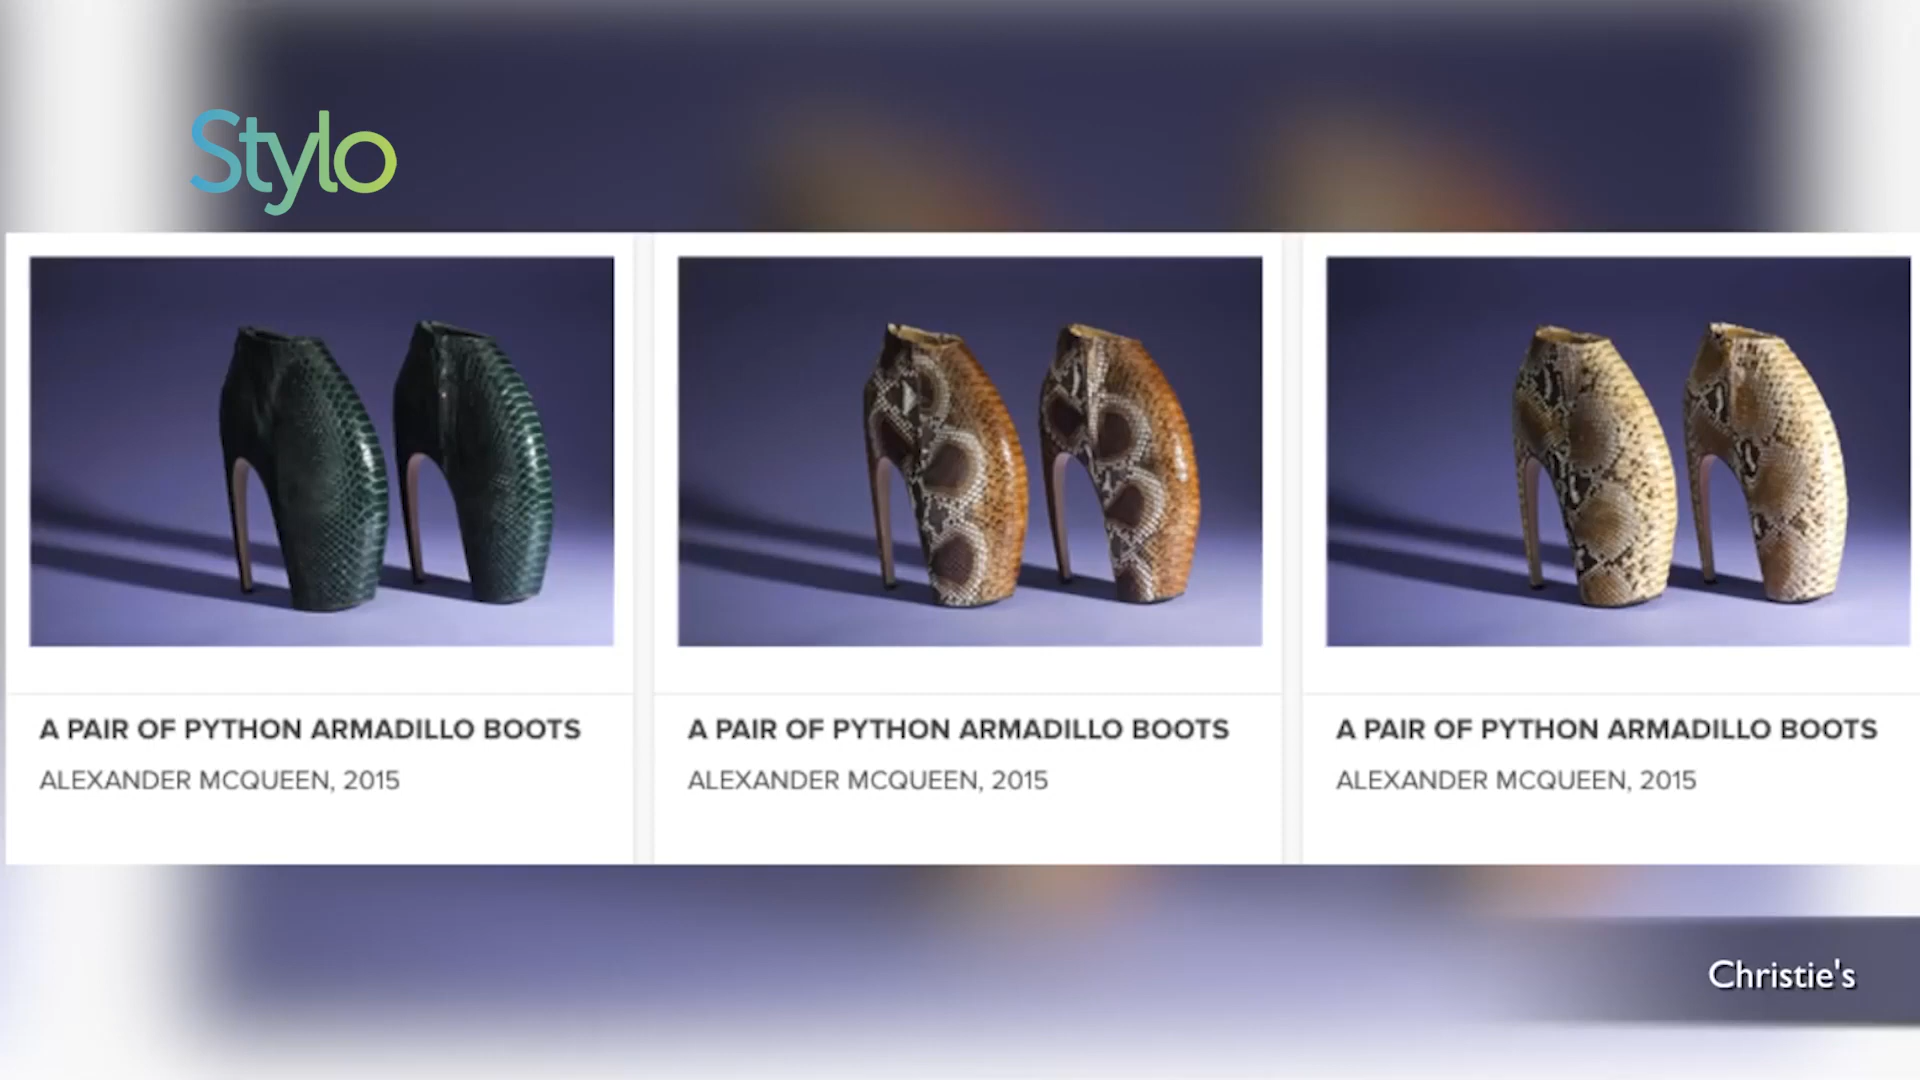 Stylo
A PAIR OF PYTHON ARMADILLO BOOTS
ALEXANDER MCQUEEN, 2015
A PAIR OF PYTHON ARMADILLO BOOTS
ALEXANDER MCQUEEN, 2015
A PAIR OF PYTHON ARMADILLO BOOTS
ALEXANDER MCQUEEN, 2015
Christie's